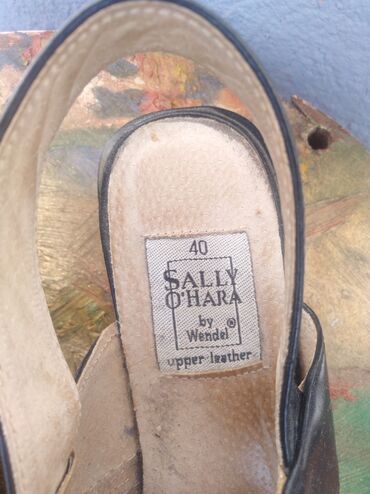 40
SALLY
O'HARA
by
Wendel®
upper leather